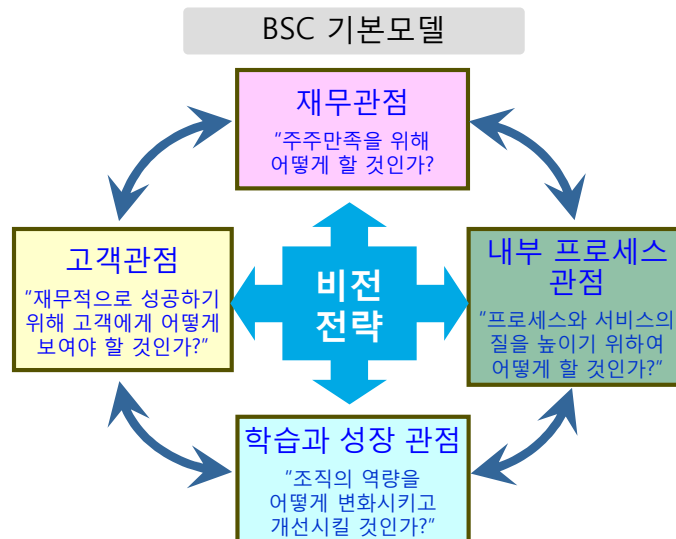 BSC 기본모델
재무관점
"주주만족을 위해
어떻게 할 것인가?
고객관점
"재무적으로 성공하기
위해 고객에게 어떻게
보여야 할 것인가?"
비전
전략
내부 프로세스
관점
"프로세스와 서비스의
질을 높이기 위하여
어떻게 할 것인가?"
학습과 성장 관점
"조직의 역량을
어떻게 변화시키고
개선시킬 것인가?"